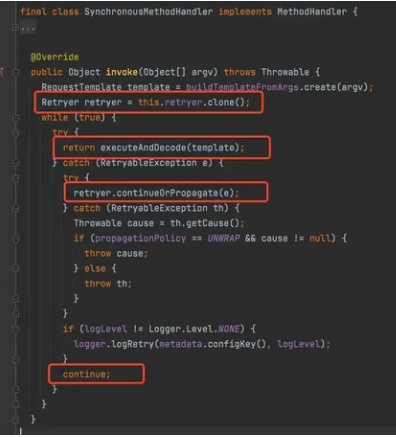 final class SynchronousMethodHandler implements MethodHandler {
...
@Override
public Object invoke(Object[] argv) throws Throwable {
RequestTemplate template = buildTemplateFromArgs.create(argv);
Retryer retryer = this.retryer.clone();
while (true) {
try {
return executeAndDecode(template);
} catch (RetryableException e) {
try {
retryer.continueOrPropagate(e);
} catch (RetryableException th) {
Throwable cause = th.getCause();
if (propagationPolicy == UNWRAP && cause != null) {
throw cause;
} else {
throw th;
}
}
if (logLevel != Logger.Level.NONE) {
logger.logRetry(metadata.configKey(), logLevel);
}
continue;
}
}
}